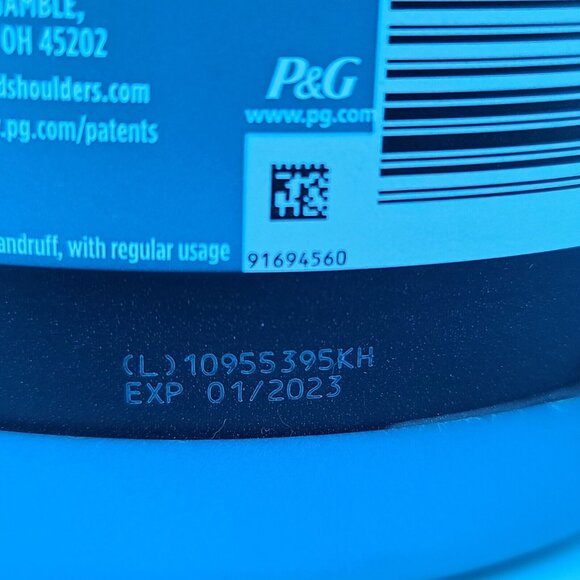 GAMBLE,
OH 45202
dshoulders.com
.pg.com/patents
P&G
www.pg.com
andruff, with regular usage
91694560
(L)10955395KH
EXP 01/2023